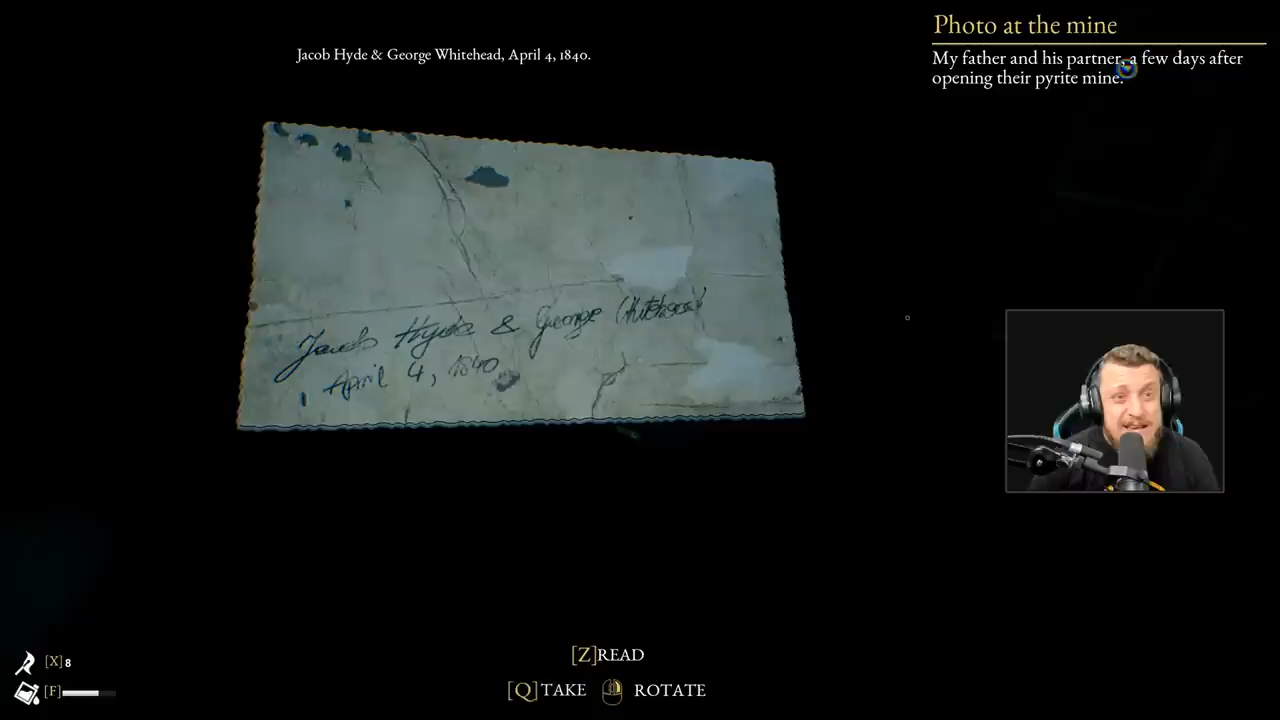 Photo at the mine
Jacob Hyde & George Whitehead, April 4, 1840.
My father and his partner, a few days after
opening their pyrite mine.
Jacob Hyde & George
April 4, 1840
[Z]READ
[X] 8
[F]
[Q]TAKE ROTATE